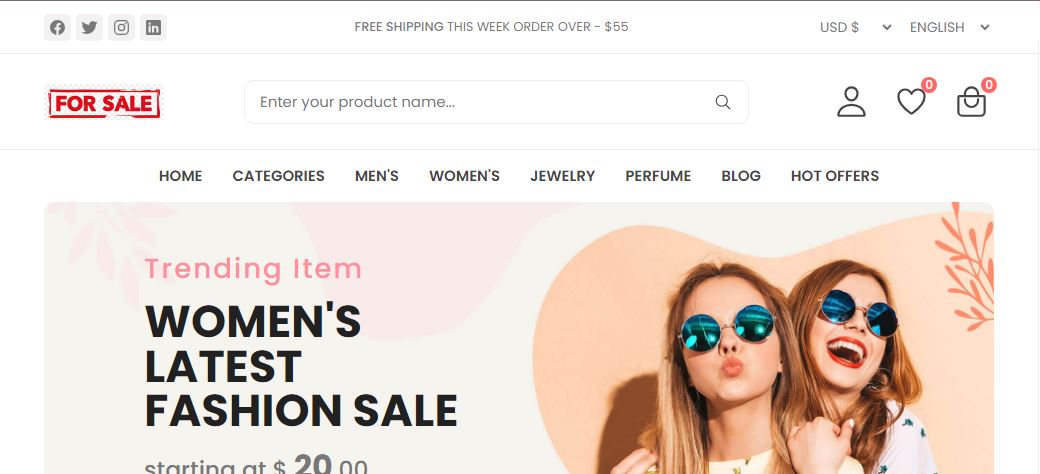 FREE SHIPPING THIS WEEK ORDER OVER - $55
USD $
ENGLISH
FOR SALE
Enter your product name...
0
0
HOME CATEGORIES MEN'S WOMEN'S JEWELRY PERFUME BLOG HOT OFFERS
Trending Item
WOMEN'S
LATEST
FASHION SALE
starting at $ 20.00